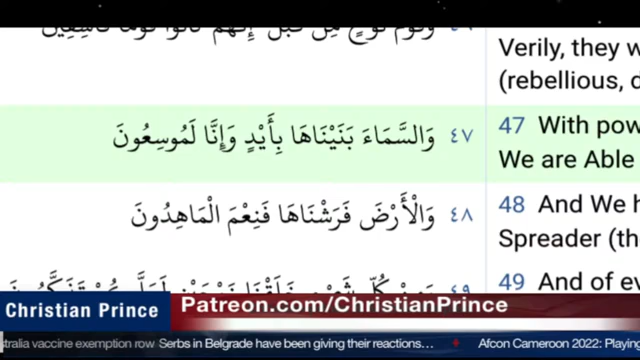 Verily, they w
(rebellious, d
٤٧ وَالسَّمَاءَ بَنَيْنَاهَا بِأَيْدٍ وَإِنَّا لَمُوسِعُونَ
47 With pow
We are Able
٤٨ وَالْأَرْضَ فَرَشْنَاهَا فَنِعْمَ الْمَاهِدُونَ
48 And We h
Spreader (th
٤٩
49 And of ev
Christian Prince
Patreon.com/ChristianPrince
stralia vaccine exemption row Serbs in Belgrade have been giving their reactions… Afcon Cameroon 2022: Playing